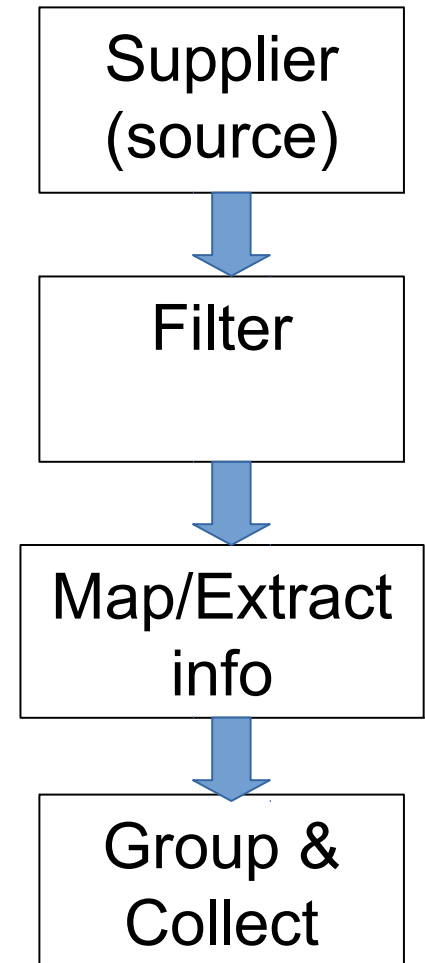 Supplier
(source)
Filter
Map/Extract
info
Group &
Collect